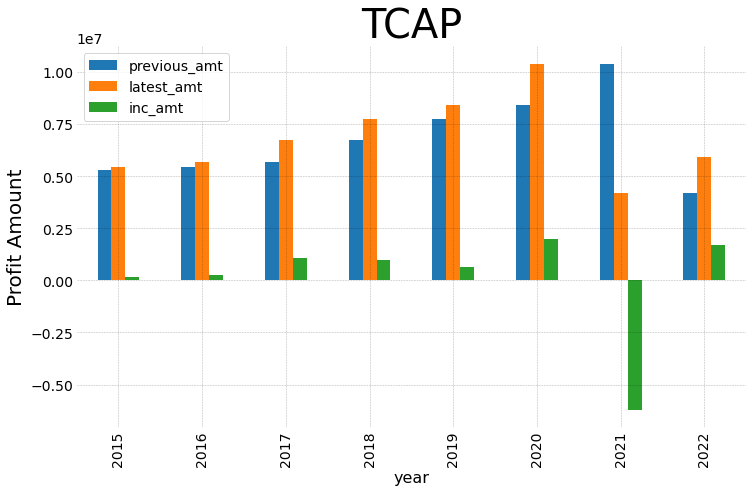 TCAP
1e7
previous_amt
latest_amt
inc_amt
1.00
0.75
0.50
0.25
0.00
−0.25
−0.50
Profit Amount
2015 2016 2017 2018 2019 2020 2021 2022
year